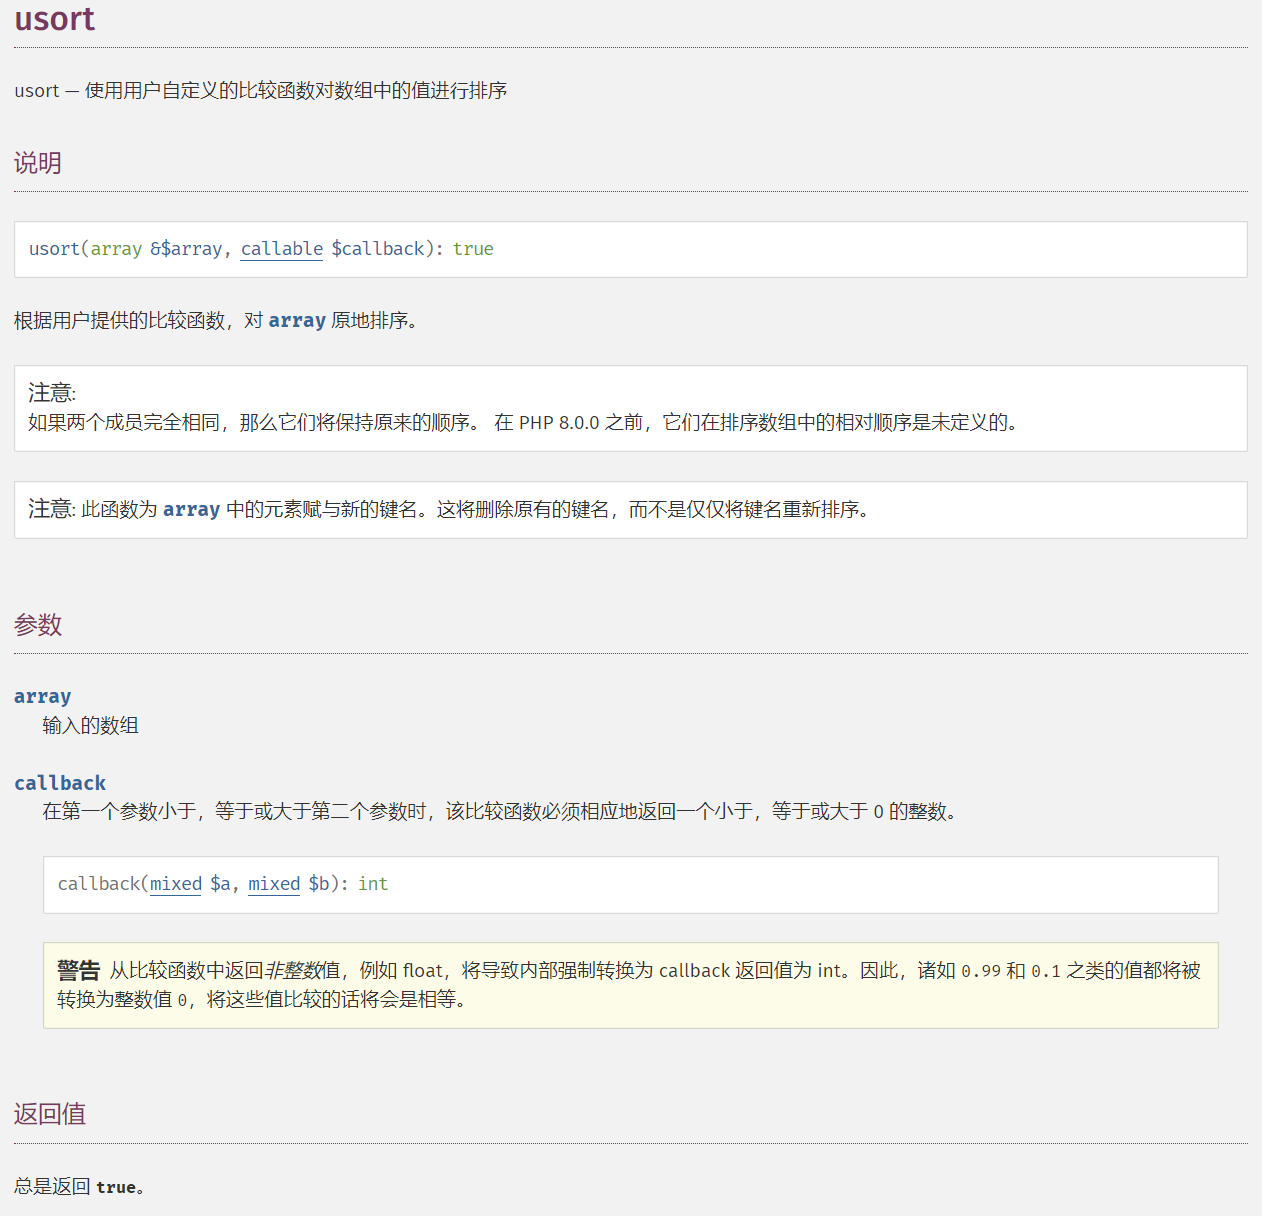 usort
usort — 使用用户自定义的比较函数对数组中的值进行排序
说明
usort(array &$array, callable $callback): true
根据用户提供的比较函数，对 array 原地排序。
注意:
如果两个成员完全相同，那么它们将保持原来的顺序。 在 PHP 8.0.0 之前，它们在排序数组中的相对顺序是未定义的。
注意: 此函数为 array 中的元素赋与新的键名。这将删除原有的键名，而不是仅仅将键名重新排序。
参数
array
输入的数组
callback
在第一个参数小于，等于或大于第二个参数时，该比较函数必须相应地返回一个小于，等于或大于 0 的整数。
callback(mixed $a, mixed $b): int
警告 从比较函数中返回非整数值，例如 float，将导致内部强制转换为 callback 返回值为 int。因此，诸如 0.99 和 0.1 之类的值都将被
转换为整数值 0，将这些值比较的话将会是相等。
返回值
总是返回 true。